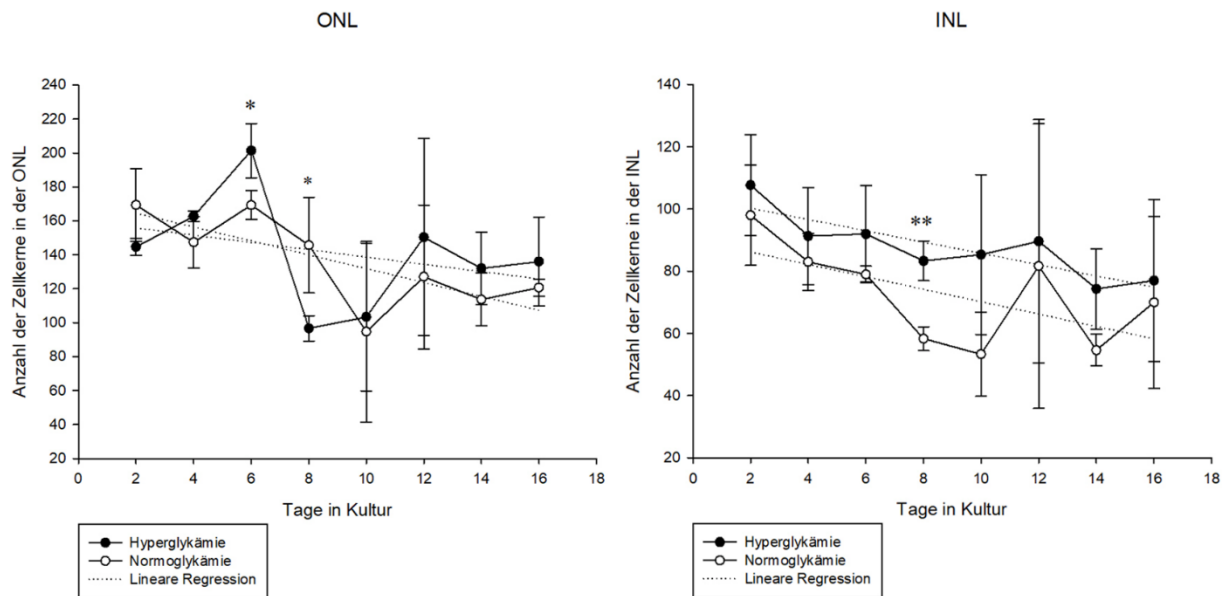 ONL
Anzahl der Zellkerne in der ONL
240
220
200
180
160
140
120
100
80
60
40
20
*
*
0 2 4 6 8 10 12 14 16 18
Tage in Kultur
Hyperglykämie
Normoglykämie
Lineare Regression
INL
Anzahl der Zellkerne in der INL
140
120
100
80
60
40
20
**
0 2 4 6 8 10 12 14 16 18
Tage in Kultur
Hyperglykämie
Normoglykämie
Lineare Regression